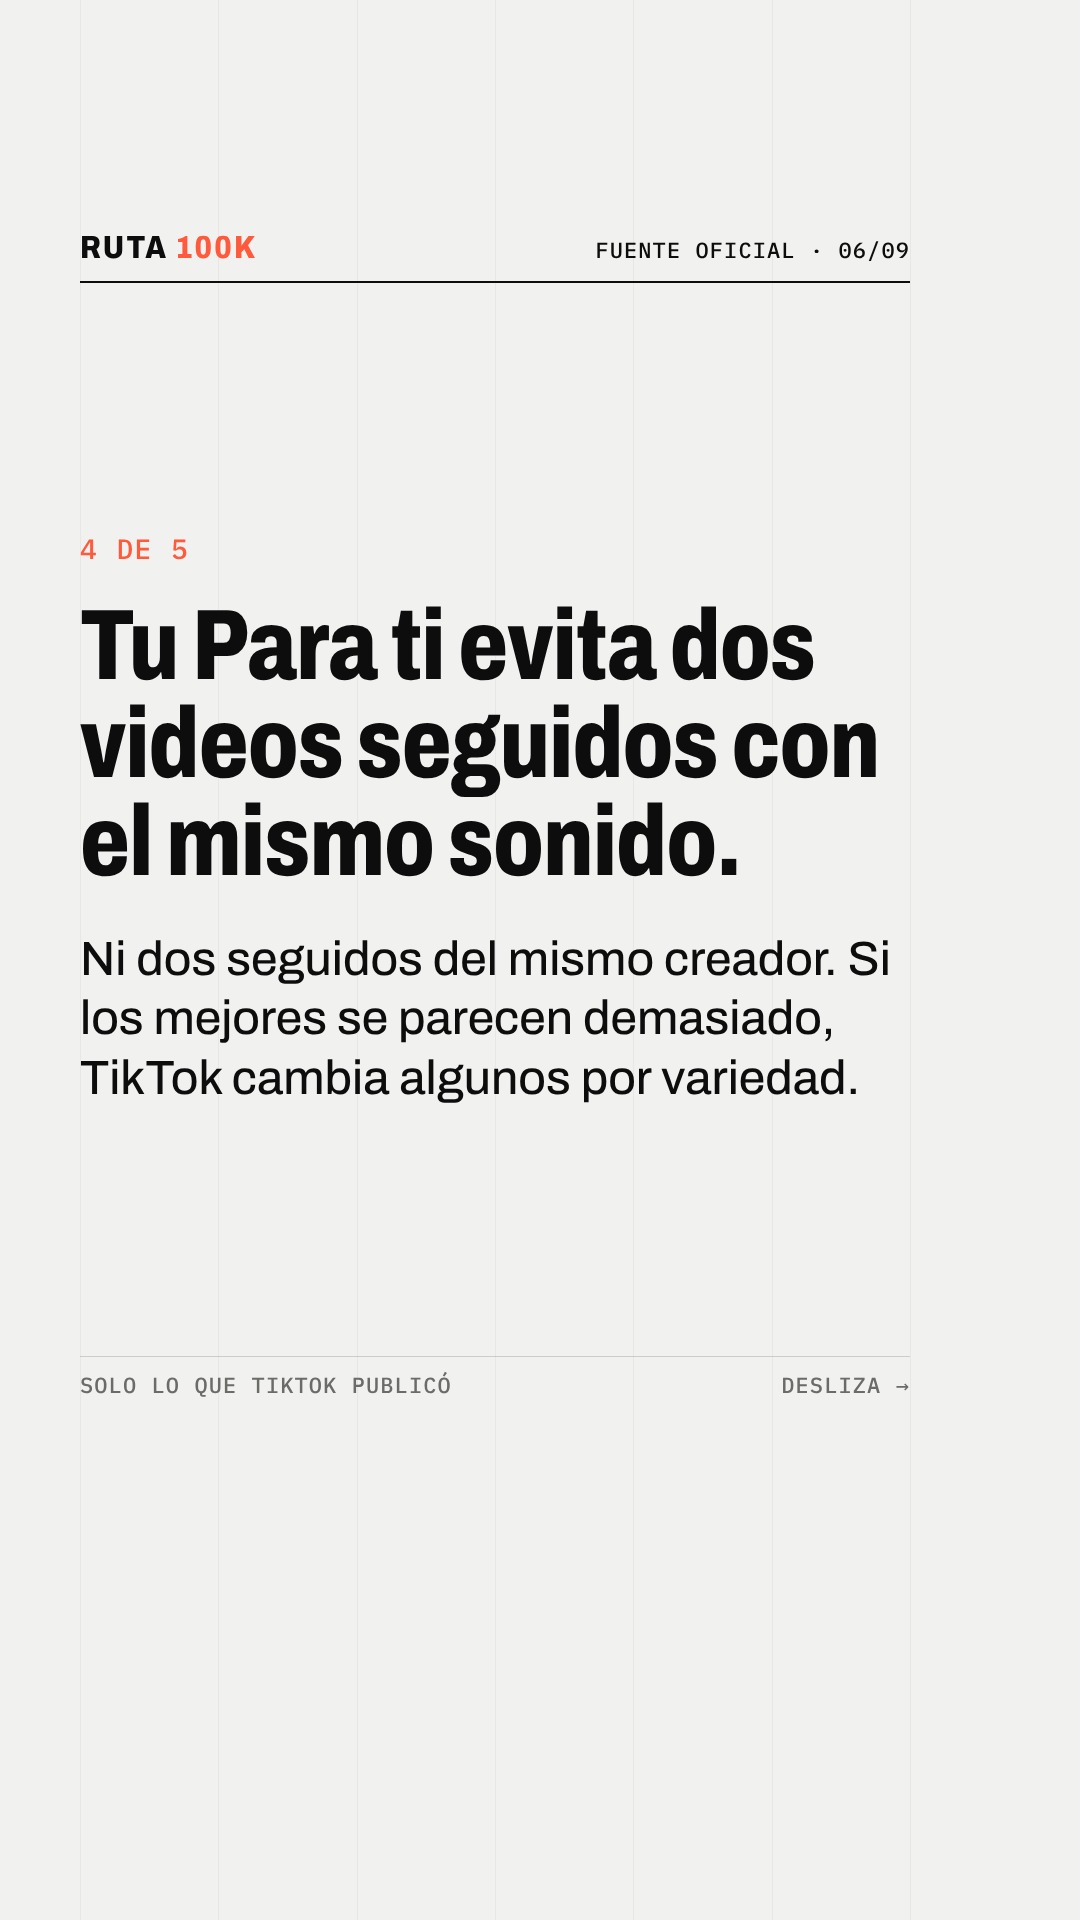 RUTA 100K
FUENTE OFICIAL · 06/09
4 DE 5
Tu Para ti evita dos
videos seguidos con
el mismo sonido.
Ni dos seguidos del mismo creador. Si
los mejores se parecen demasiado,
TikTok cambia algunos por variedad.
SOLO LO QUE TIKTOK PUBLICÓ
DESLIZA →